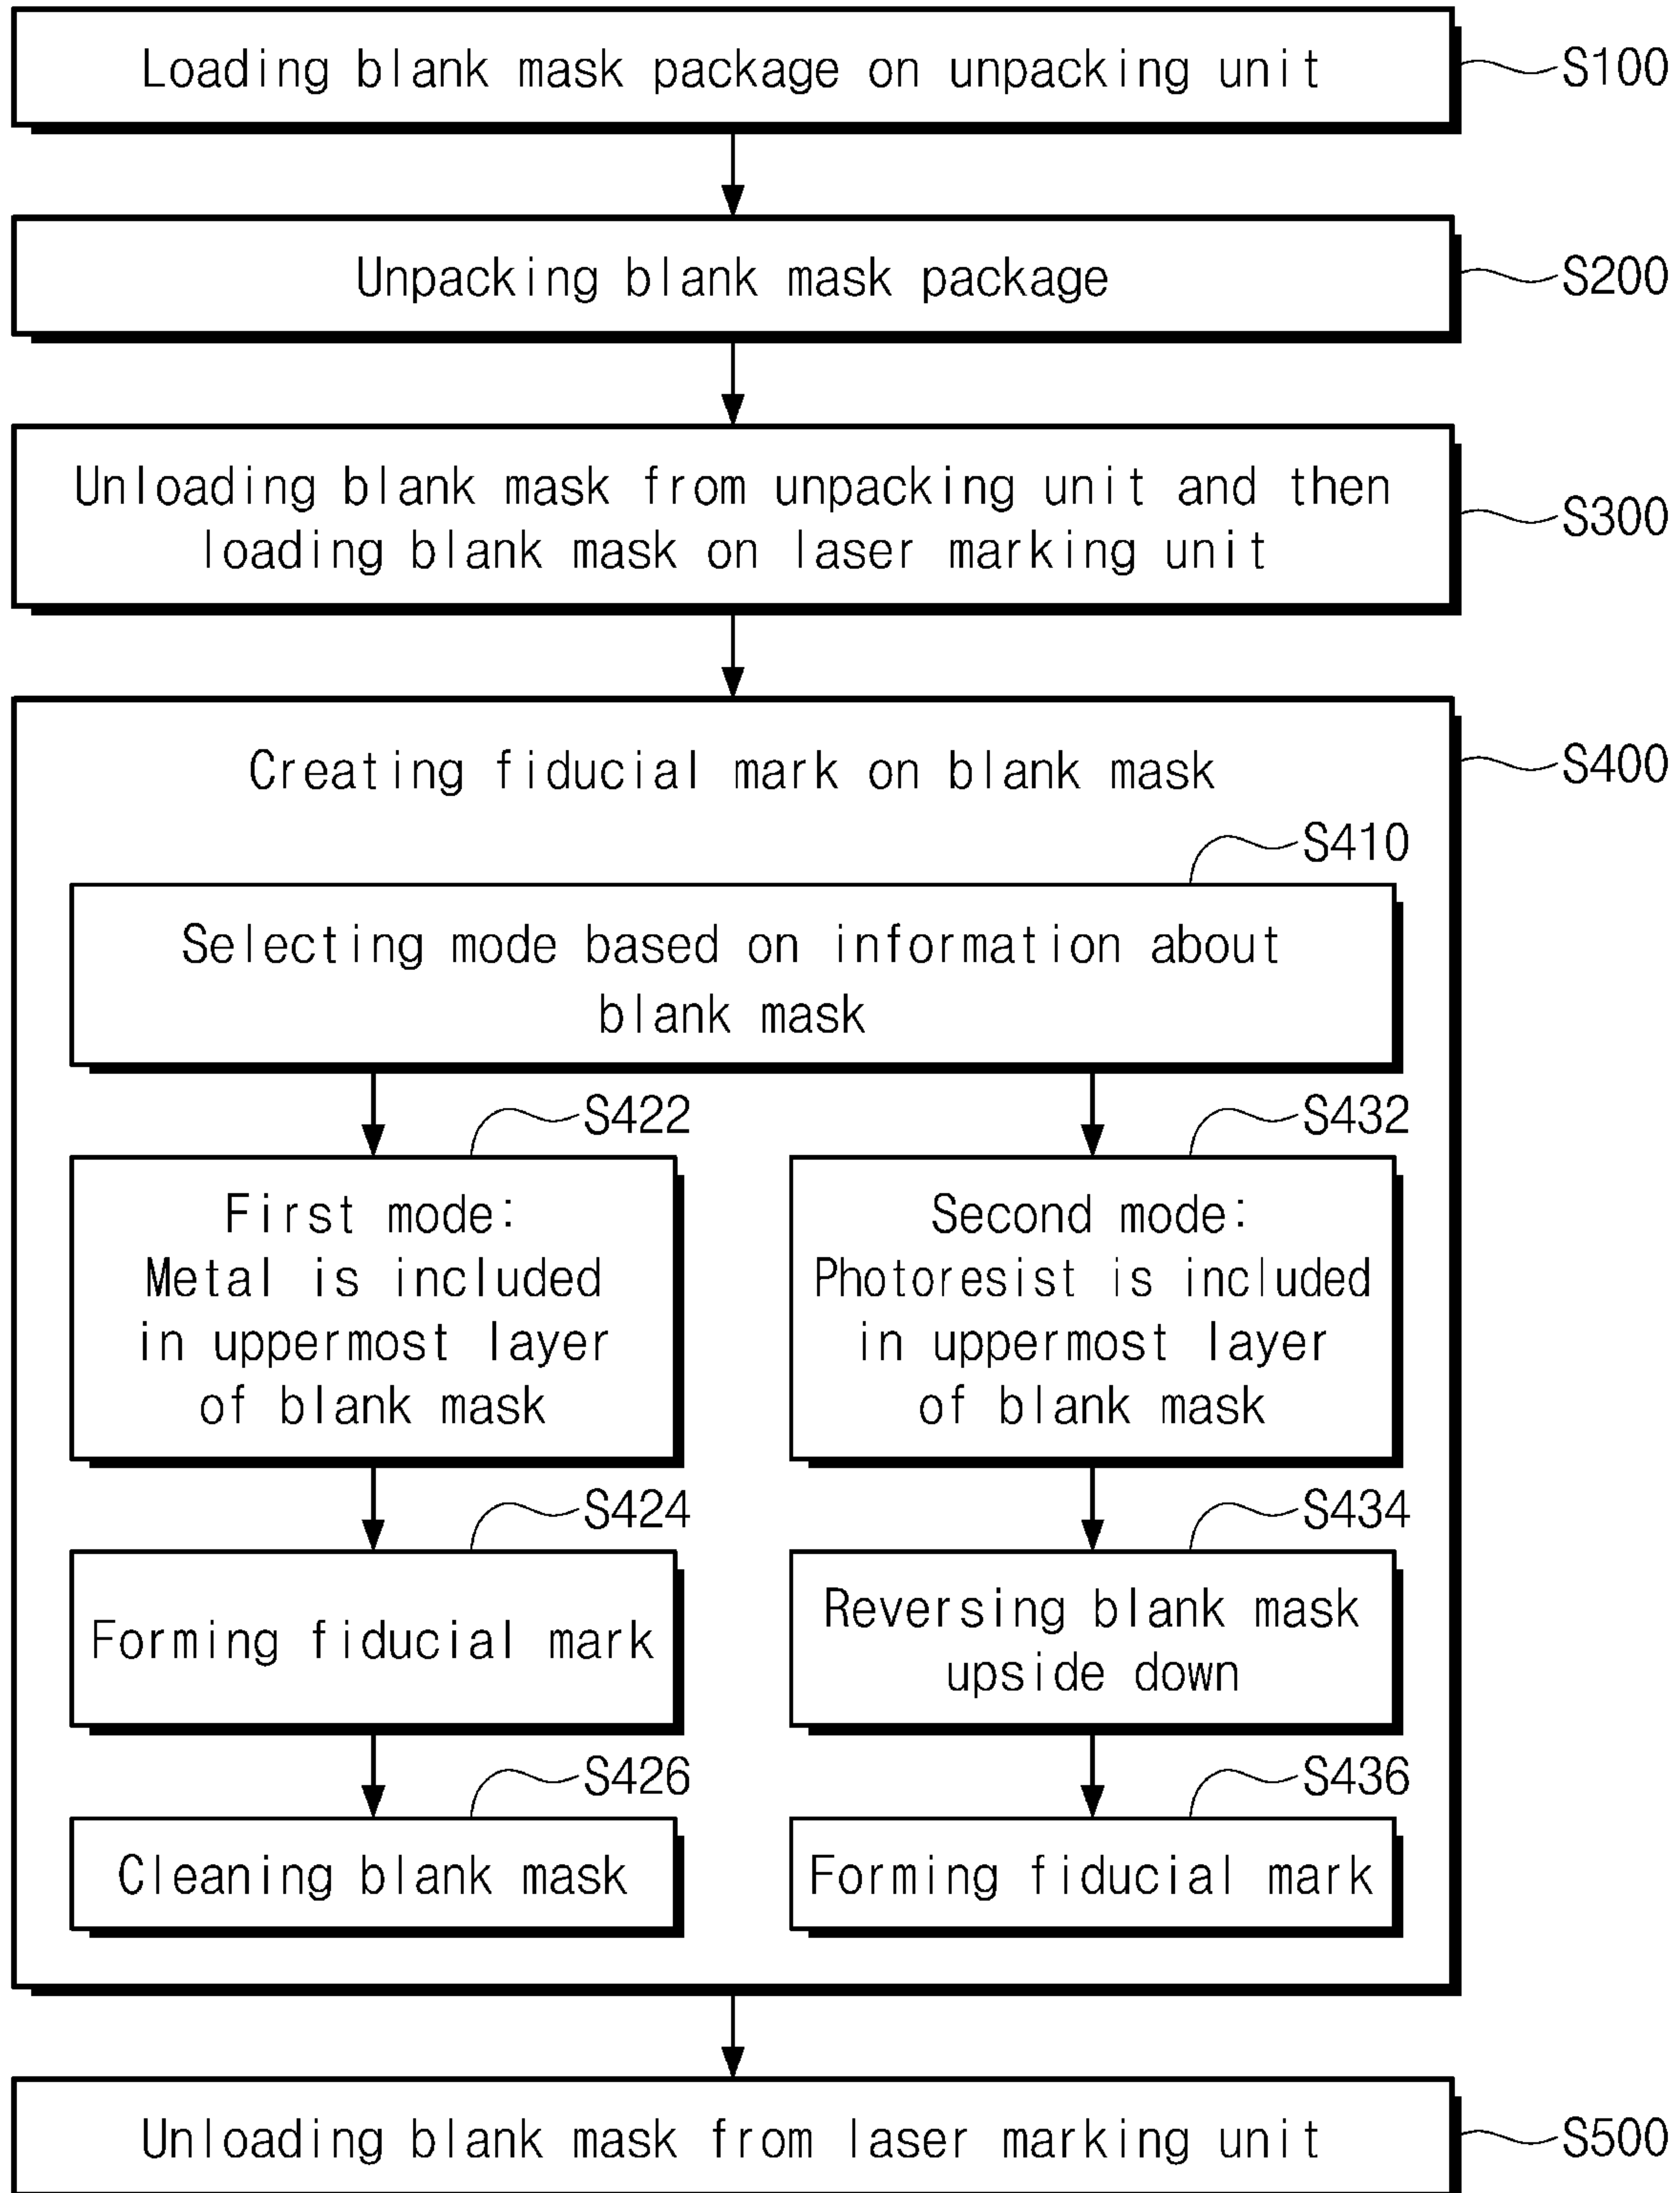 Loading blank mask package on unpacking unit
S100
Unpacking blank mask package
S200
Unloading blank mask from unpacking unit and then
loading blank mask on laser marking unit
S300
Creating fiducial mark on blank mask
S400
S410
Selecting mode based on information about
blank mask
S422
First mode:
Metal is included
in uppermost layer
of blank mask
S432
Second mode:
Photoresist is included
in uppermost layer
of blank mask
S424
Forming fiducial mark
S434
Reversing blank mask
upside down
S426
Cleaning blank mask
S436
Forming fiducial mark
Unloading blank mask from laser marking unit
S500